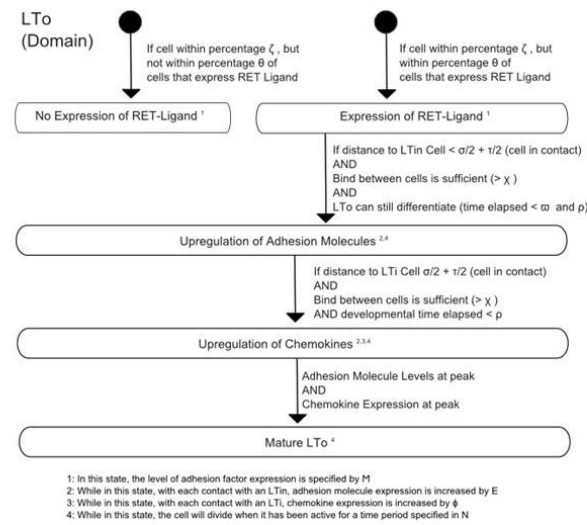 LTo
(Domain)
If cell within percentage ζ , but
not within percentage θ of
cells that express RET Ligand
If cell within percentage ζ , but
within percentage θ of
cells that express RET Ligand
No Expression of RET-Ligand ¹
Expression of RET-Ligand ¹
If distance to LTin Cell < σ/2 + τ/2 (cell in contact)
AND
Bind between cells is sufficient (> χ )
AND
LTo can still differentiate (time elapsed < ϖ and ρ)
Upregulation of Adhesion Molecules ²,⁴
If distance to LTi Cell σ/2 + τ/2 (cell in contact)
AND
Bind between cells is sufficient (> χ )
AND developmental time elapsed < ρ
Upregulation of Chemokines ²,³,⁴
Adhesion Molecule Levels at peak
AND
Chemokine Expression at peak
Mature LTo ⁴
1: In this state, the level of adhesion factor expression is specified by M
2: While in this state, with each contact with an LTin, adhesion molecule expression is increased by E
3: While in this state, with each contact with an LTi, chemokine expression is increased by ɸ
4: While in this state, the cell will divide when it has been active for a time period specified in N